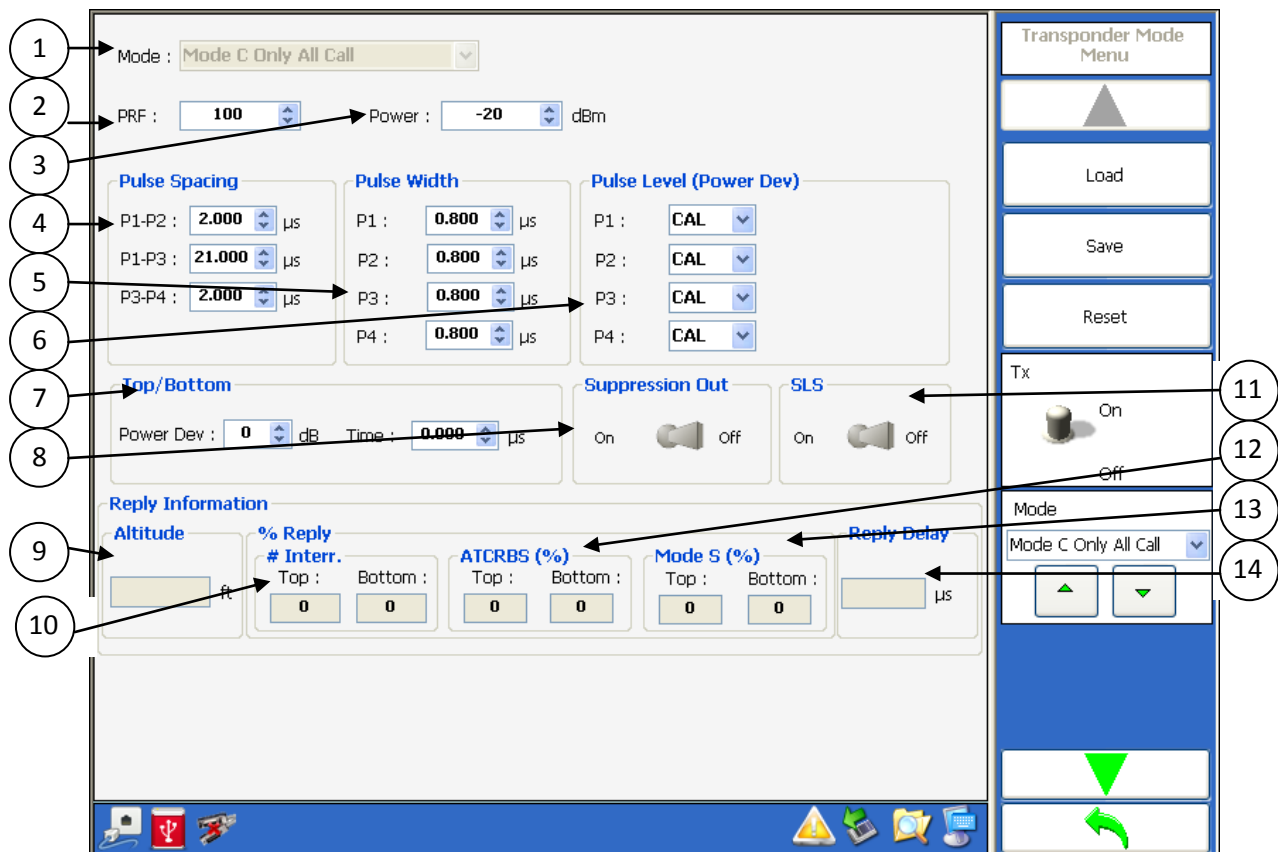 1
Mode : Mode C Only All Call
2
PRF : 100 Power : -20 dBm
3
Pulse Spacing
4
P1-P2 : 2.000 µs
P1-P3 : 21.000 µs
P3-P4 : 2.000 µs
Pulse Width
P1 : 0.800 µs
P2 : 0.800 µs
5
P3 : 0.800 µs
P4 : 0.800 µs
Pulse Level (Power Dev)
P1 : CAL
P2 : CAL
6
P3 : CAL
P4 : CAL
7
Top/Bottom
Power Dev : 0 dB Time : 0.000 µs
8
Suppression Out
On Off
SLS
On Off
11
Reply Information
9
Altitude
ft
% Reply
10
# Interr.
Top : Bottom :
0 0
12
ATCRBS (%)
Top : Bottom :
0 0
13
Mode S (%)
Top : Bottom :
0 0
Reply Delay
14
µs
Transponder Mode
Menu
Load
Save
Reset
Tx
On
Off
Mode
Mode C Only All Call